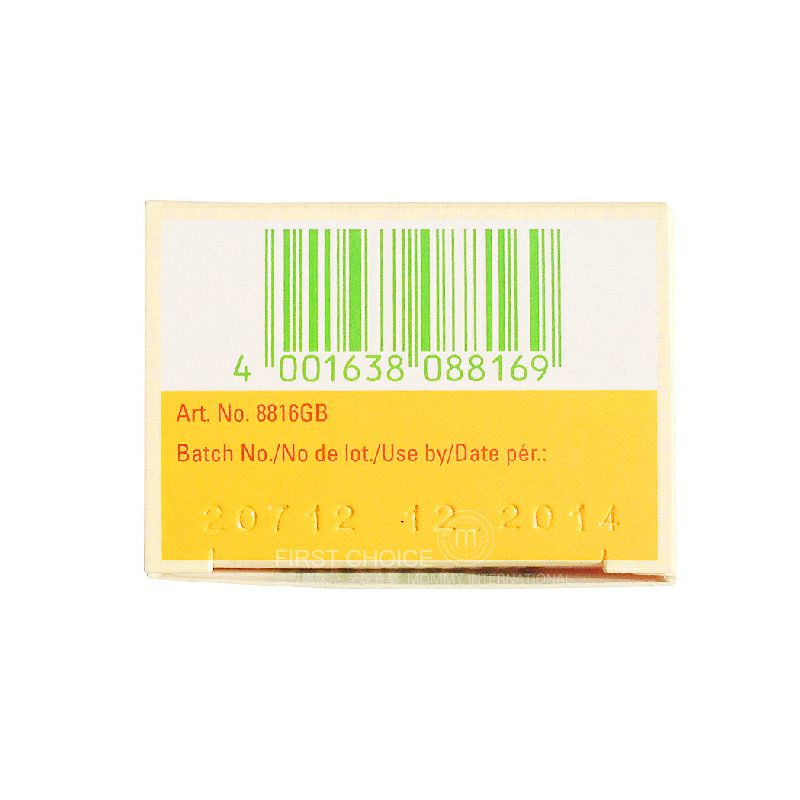 4 001638 088169
Art. No. 8816GB
Batch No./No de lot./Use by/Date pér.:
20712 12 2014
FIRST CHOICE m
MOMMY INTERNATIONAL